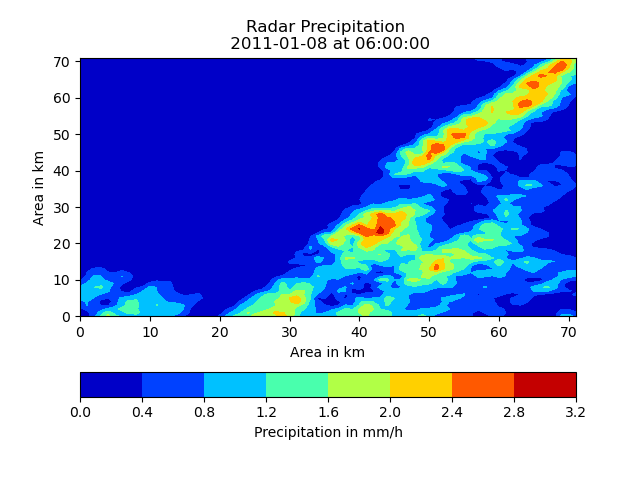 Radar Precipitation
2011-01-08 at 06:00:00
70
60
50
40
30
20
10
0
Area in km
0 10 20 30 40 50 60 70
Area in km
0.0 0.4 0.8 1.2 1.6 2.0 2.4 2.8 3.2
Precipitation in mm/h